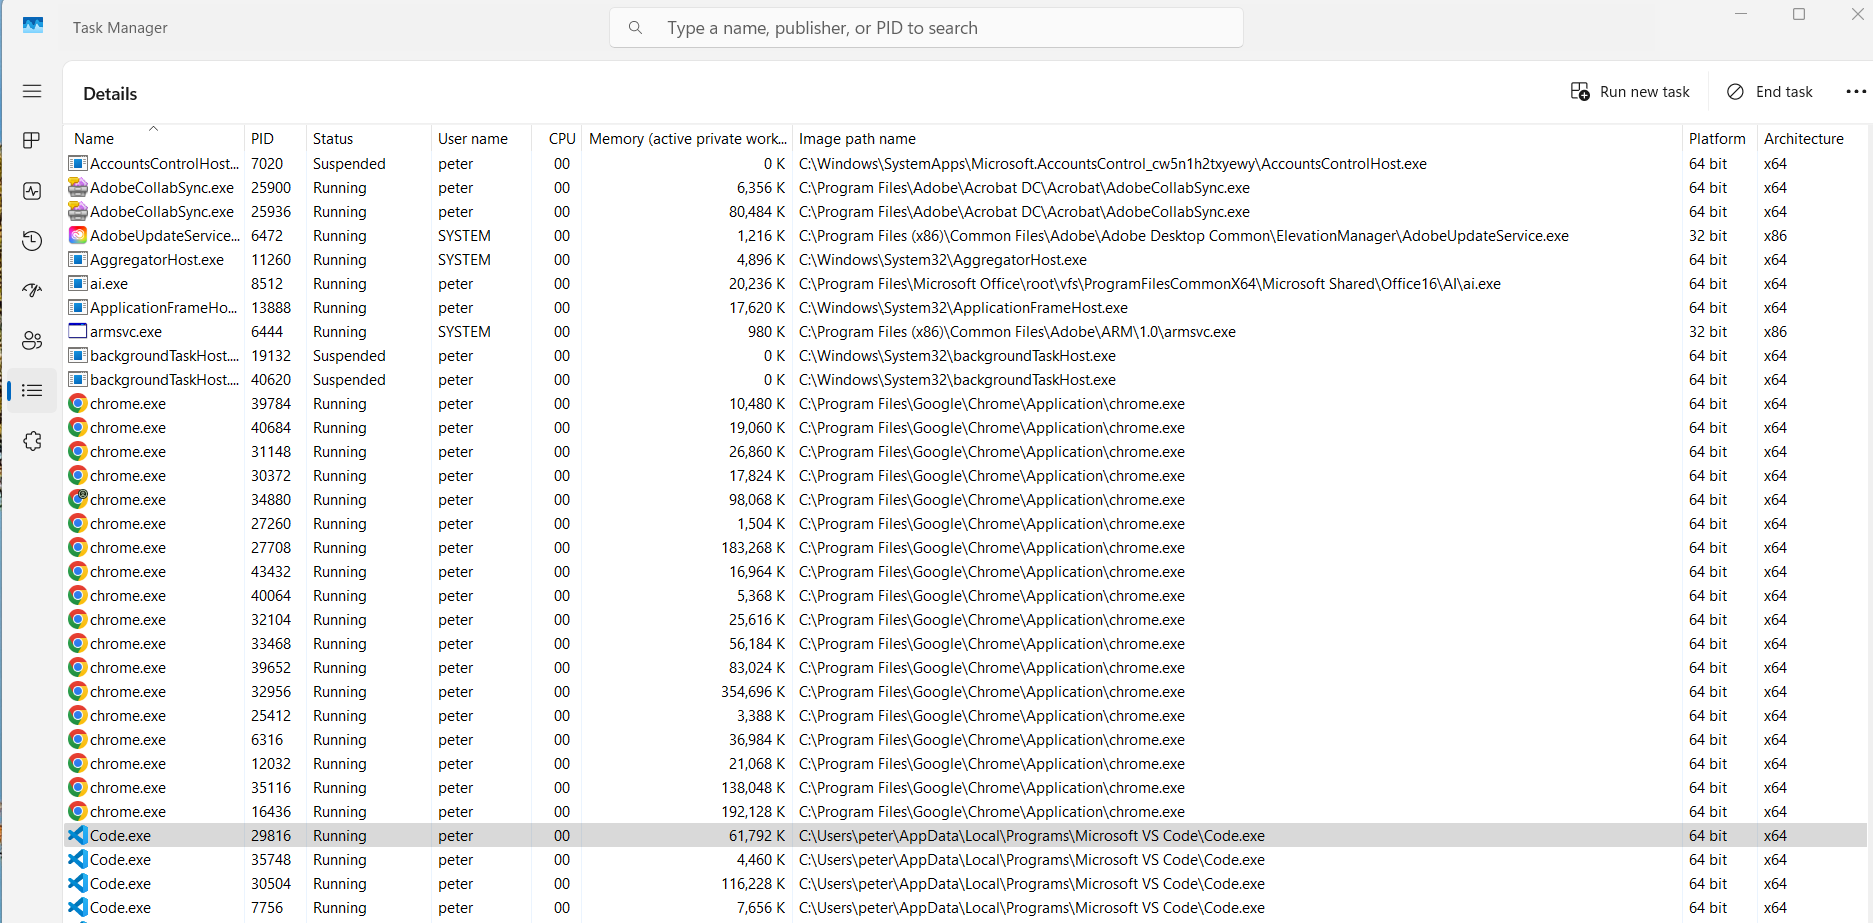 Task Manager
Type a name, publisher, or PID to search
Details
Run new task
End task
Name PID Status User name CPU Memory (active private work... Image path name Platform Architecture
AccountsControlHost... 7020 Suspended peter 00 0 K C:\Windows\SystemApps\Microsoft.AccountsControl_cw5n1h2txyewy\AccountsControlHost.exe 64 bit x64
AdobeCollabSync.exe 25900 Running peter 00 6,356 K C:\Program Files\Adobe\Acrobat DC\Acrobat\AdobeCollabSync.exe 64 bit x64
AdobeCollabSync.exe 25936 Running peter 00 80,484 K C:\Program Files\Adobe\Acrobat DC\Acrobat\AdobeCollabSync.exe 64 bit x64
AdobeUpdateService... 6472 Running SYSTEM 00 1,216 K C:\Program Files (x86)\Common Files\Adobe\Adobe Desktop Common\ElevationManager\AdobeUpdateService.exe 32 bit x86
AggregatorHost.exe 11260 Running SYSTEM 00 4,896 K C:\Windows\System32\AggregatorHost.exe 64 bit x64
ai.exe 8512 Running peter 00 20,236 K C:\Program Files\Microsoft Office\root\vfs\ProgramFilesCommonX64\Microsoft Shared\Office16\AI\ai.exe 64 bit x64
ApplicationFrameHo... 13888 Running peter 00 17,620 K C:\Windows\System32\ApplicationFrameHost.exe 64 bit x64
armsvc.exe 6444 Running SYSTEM 00 980 K C:\Program Files (x86)\Common Files\Adobe\ARM\1.0\armsvc.exe 32 bit x86
backgroundTaskHost.... 19132 Suspended peter 00 0 K C:\Windows\System32\backgroundTaskHost.exe 64 bit x64
backgroundTaskHost.... 40620 Suspended peter 00 0 K C:\Windows\System32\backgroundTaskHost.exe 64 bit x64
chrome.exe 39784 Running peter 00 10,480 K C:\Program Files\Google\Chrome\Application\chrome.exe 64 bit x64
chrome.exe 40684 Running peter 00 19,060 K C:\Program Files\Google\Chrome\Application\chrome.exe 64 bit x64
chrome.exe 31148 Running peter 00 26,860 K C:\Program Files\Google\Chrome\Application\chrome.exe 64 bit x64
chrome.exe 30372 Running peter 00 17,824 K C:\Program Files\Google\Chrome\Application\chrome.exe 64 bit x64
chrome.exe 34880 Running peter 00 98,068 K C:\Program Files\Google\Chrome\Application\chrome.exe 64 bit x64
chrome.exe 27260 Running peter 00 1,504 K C:\Program Files\Google\Chrome\Application\chrome.exe 64 bit x64
chrome.exe 27708 Running peter 00 183,268 K C:\Program Files\Google\Chrome\Application\chrome.exe 64 bit x64
chrome.exe 43432 Running peter 00 16,964 K C:\Program Files\Google\Chrome\Application\chrome.exe 64 bit x64
chrome.exe 40064 Running peter 00 5,368 K C:\Program Files\Google\Chrome\Application\chrome.exe 64 bit x64
chrome.exe 32104 Running peter 00 25,616 K C:\Program Files\Google\Chrome\Application\chrome.exe 64 bit x64
chrome.exe 33468 Running peter 00 56,184 K C:\Program Files\Google\Chrome\Application\chrome.exe 64 bit x64
chrome.exe 39652 Running peter 00 83,024 K C:\Program Files\Google\Chrome\Application\chrome.exe 64 bit x64
chrome.exe 32956 Running peter 00 354,696 K C:\Program Files\Google\Chrome\Application\chrome.exe 64 bit x64
chrome.exe 25412 Running peter 00 3,388 K C:\Program Files\Google\Chrome\Application\chrome.exe 64 bit x64
chrome.exe 6316 Running peter 00 36,984 K C:\Program Files\Google\Chrome\Application\chrome.exe 64 bit x64
chrome.exe 12032 Running peter 00 21,068 K C:\Program Files\Google\Chrome\Application\chrome.exe 64 bit x64
chrome.exe 35116 Running peter 00 138,048 K C:\Program Files\Google\Chrome\Application\chrome.exe 64 bit x64
chrome.exe 16436 Running peter 00 192,128 K C:\Program Files\Google\Chrome\Application\chrome.exe 64 bit x64
Code.exe 29816 Running peter 00 61,792 K C:\Users\peter\AppData\Local\Programs\Microsoft VS Code\Code.exe 64 bit x64
Code.exe 35748 Running peter 00 4,460 K C:\Users\peter\AppData\Local\Programs\Microsoft VS Code\Code.exe 64 bit x64
Code.exe 30504 Running peter 00 116,228 K C:\Users\peter\AppData\Local\Programs\Microsoft VS Code\Code.exe 64 bit x64
Code.exe 7756 Running peter 00 7,656 K C:\Users\peter\AppData\Local\Programs\Microsoft VS Code\Code.exe 64 bit x64